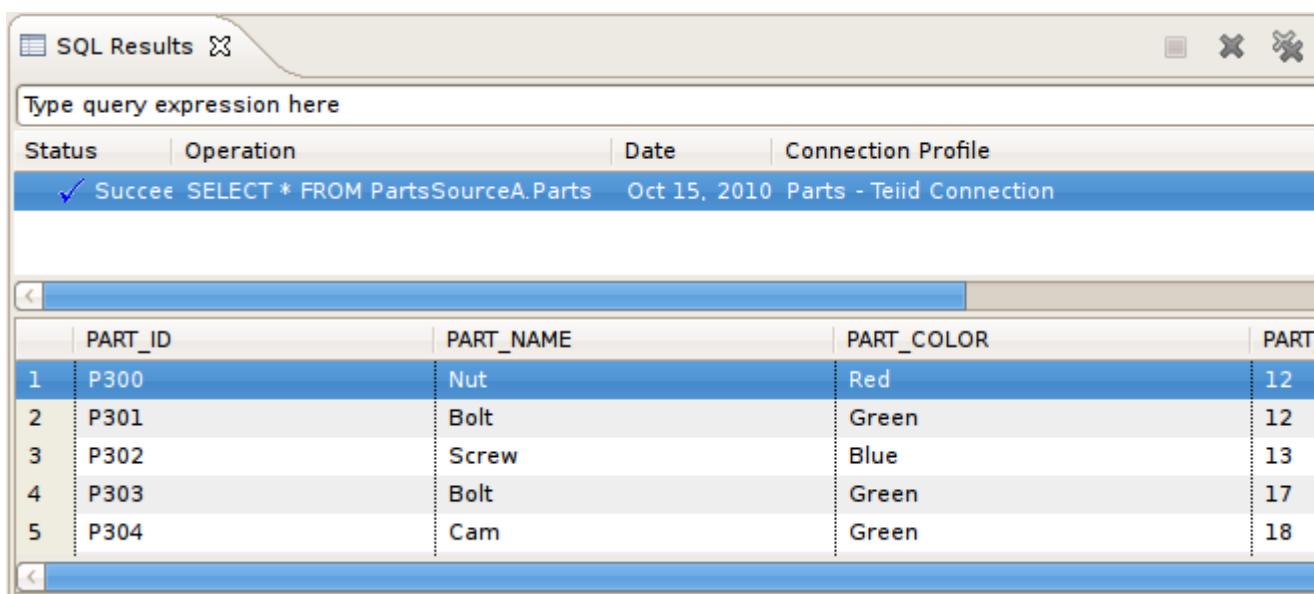 SQL Results
Type query expression here
Status Operation Date Connection Profile
Succee SELECT * FROM PartsSourceA.Parts Oct 15, 2010 Parts - Teiid Connection
PART_ID PART_NAME PART_COLOR PART
1 P300 Nut Red 12
2 P301 Bolt Green 12
3 P302 Screw Blue 13
4 P303 Bolt Green 17
5 P304 Cam Green 18